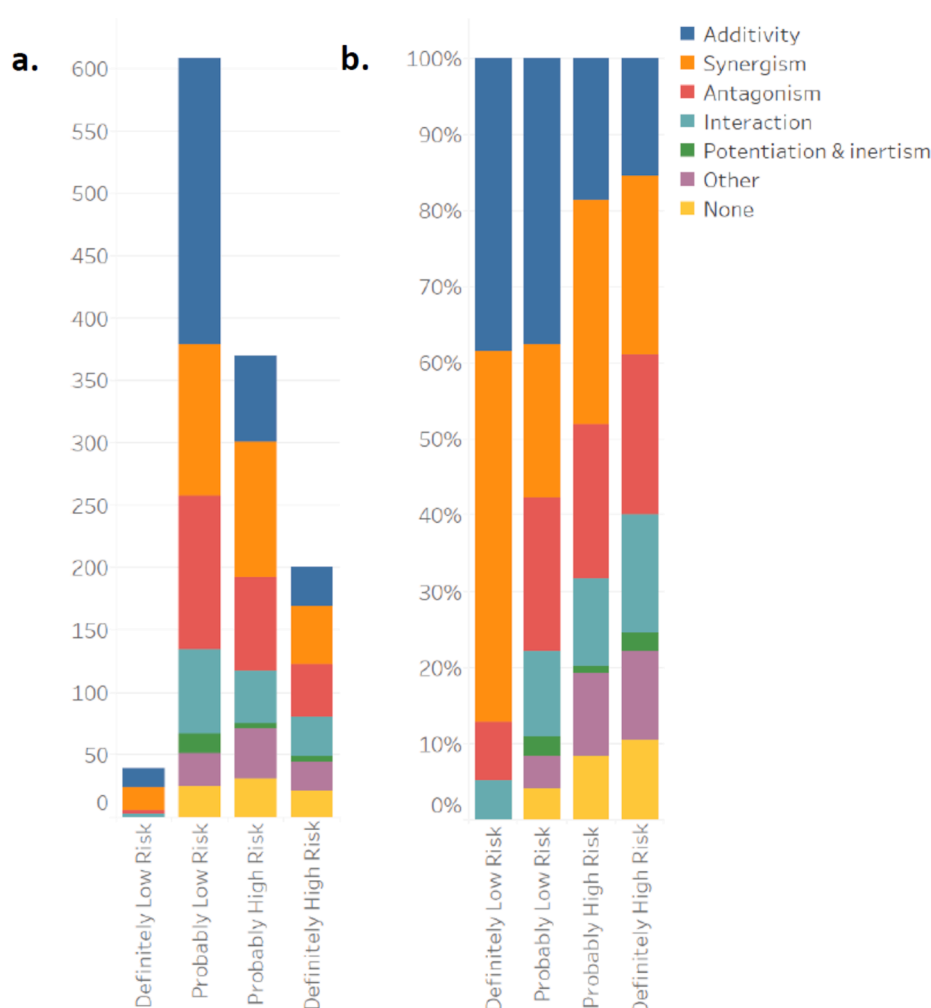 a.
600
550
500
450
400
350
300
250
200
150
100
50
0
Definitely Low Risk
Probably Low Risk
Probably High Risk
Definitely High Risk
b.
100%
90%
80%
70%
60%
50%
40%
30%
20%
10%
0%
Definitely Low Risk
Probably Low Risk
Probably High Risk
Definitely High Risk
Additivity
Synergism
Antagonism
Interaction
Potentiation & inertism
Other
None